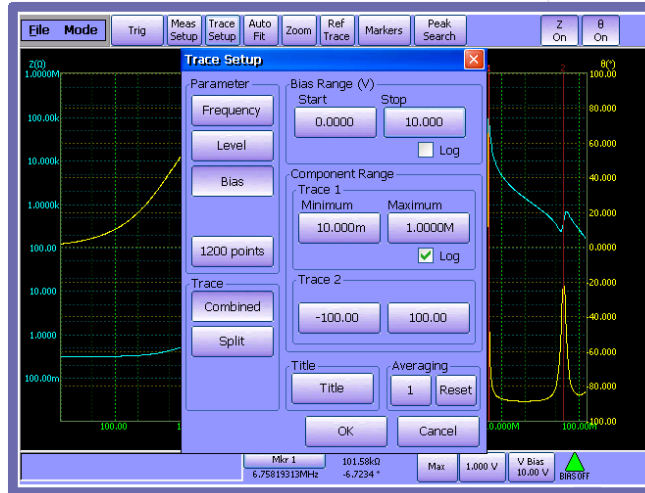 File Mode Trig Meas Setup Trace Setup Auto Fit Zoom Ref Trace Markers Peak Search Z On θ On
Trace Setup
Z(Ω) θ(°)
1.0000M 100.00
Parameter Bias Range (V)
Start Stop
Frequency 0.0000 10.000
80.000
100.00k
Level Log
60.000
10.000k
Bias Component Range
40.000
Trace 1
Minimum Maximum
1.0000k 20.000
10.000m 1.0000M
100.00 1200 points Log 0.0000
Trace Trace 2
-20.000
10.000
Combined -100.00 100.00
-40.000
1.0000 Split
-60.000
Title Averaging
100.00m
Title 1 Reset -80.000
100.00 100.00
OK Cancel
Mkr 1 101.58kΩ Max 1.000 V V Bias
6.75819313MHz -6.7234 ° 10.00 V BIAS OFF